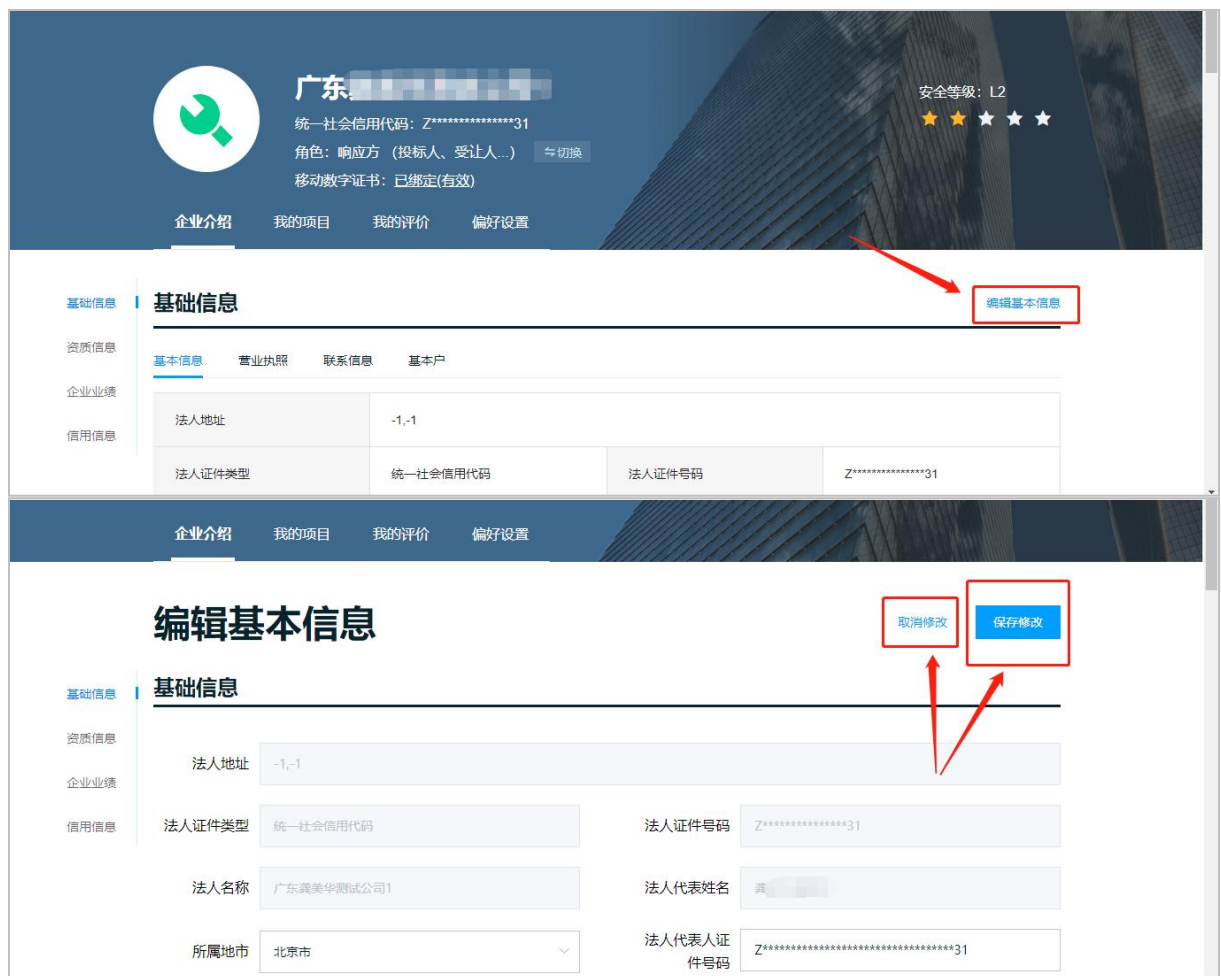 广东
安全等级：L2
统一社会信用代码：Z***************31
角色：响应方（投标人、受让人...） ⇋切换
移动数字证书：已绑定(有效)
企业介绍 我的项目 我的评价 偏好设置
基础信息 基础信息 编辑基本信息
资质信息
基本信息 营业执照 联系信息 基本户
企业业绩
法人地址 -1,-1
信用信息
法人证件类型 统一社会信用代码 法人证件号码 Z***************31
企业介绍 我的项目 我的评价 偏好设置
编辑基本信息 取消修改 保存修改
基础信息 基础信息
资质信息
法人地址 -1,-1
企业业绩
信用信息 法人证件类型 统一社会信用代码 法人证件号码 Z***************31
法人名称 广东龚美华测试公司1 法人代表姓名 龚
所属地市 北京市 法人代表人证
件号码 Z***********************************31